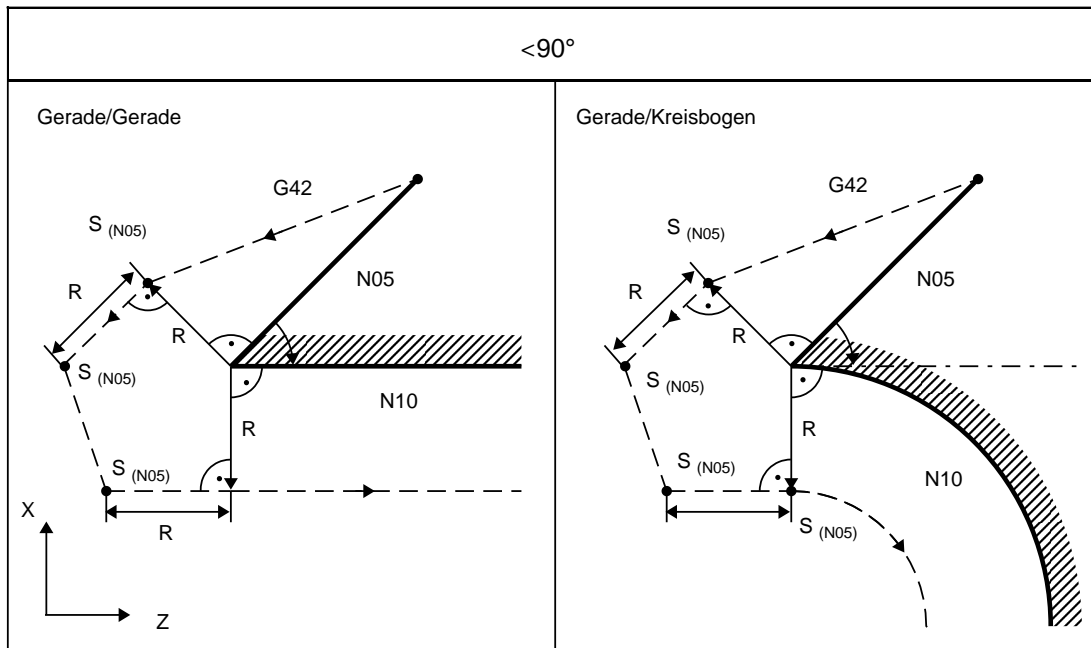 <90°
Gerade/Gerade
G42
S (N05)
R
N05
R
S (N05)
N10
R
S (N05)
R
X
Z
Gerade/Kreisbogen
G42
S (N05)
R
N05
R
S (N05)
R
S (N05)
N10
S (N05)